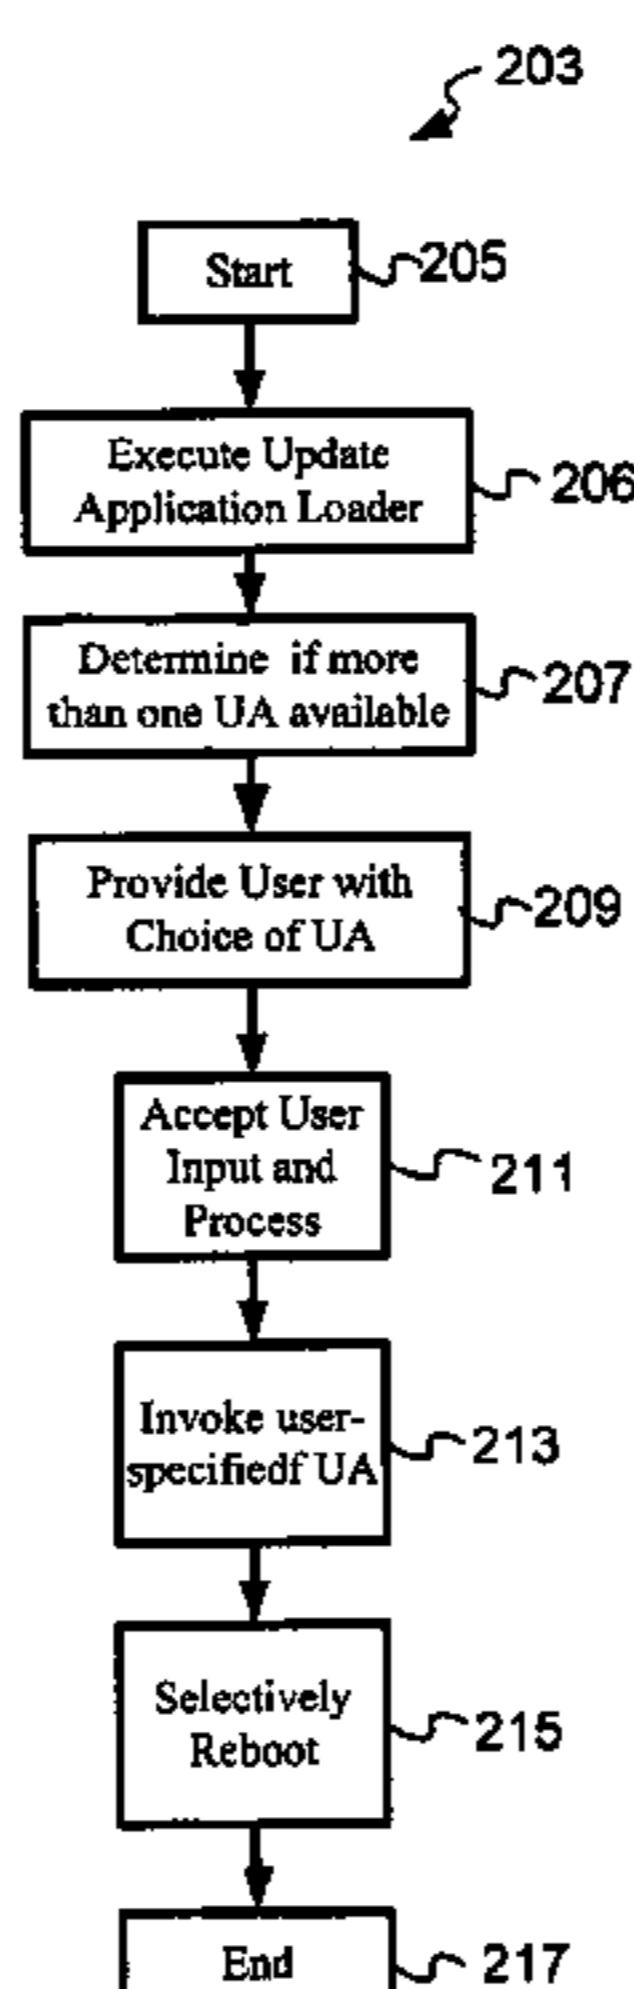 203
Start
205
Execute Update
Application Loader
206
Determine if more
than one UA available
207
Provide User with
Choice of UA
209
Accept User
Input and
Process
211
Invoke user-
specifiedf UA
213
Selectively
Reboot
215
End
217